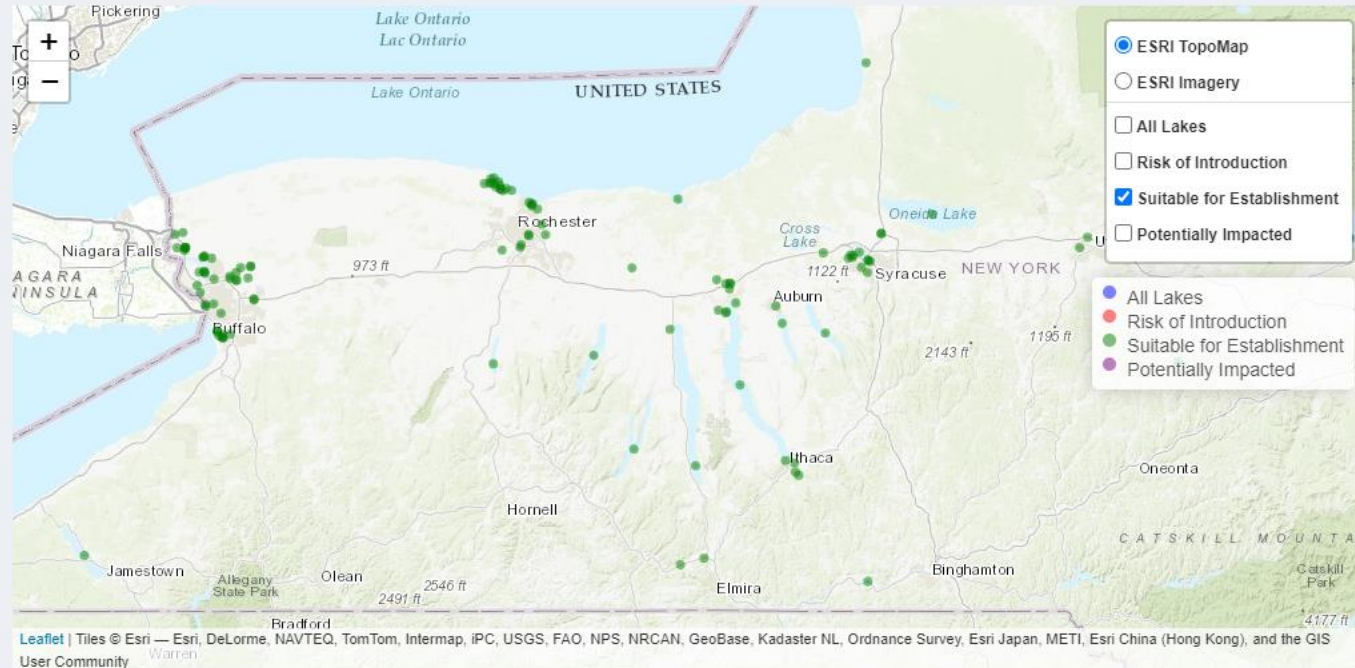 Pickering
Lake Ontario
Lac Ontario
+
−
Lake Ontario
UNITED STATES
ESRI TopoMap
ESRI Imagery
All Lakes
Risk of Introduction
Suitable for Establishment
Potentially Impacted
Rochester
Oneida Lake
Cross
Lake
Niagara Falls
973 ft
1122 ft
Syracuse
NEW YORK
Auburn
Buffalo
2143 ft
1195 ft
All Lakes
Risk of Introduction
Suitable for Establishment
Potentially Impacted
Ithaca
Oneonta
Hornell
CATSKILL MOUNTA
Jamestown
Allegany
State Park
Olean
2546 ft
2491 ft
Elmira
Binghamton
Catskill
Park
4177 ft
Bradford
Warren
Leaflet | Tiles © Esri — Esri, DeLorme, NAVTEQ, TomTom, Intermap, iPC, USGS, FAO, NPS, NRCAN, GeoBase, Kadaster NL, Ordnance Survey, Esri Japan, METI, Esri China (Hong Kong), and the GIS
User Community